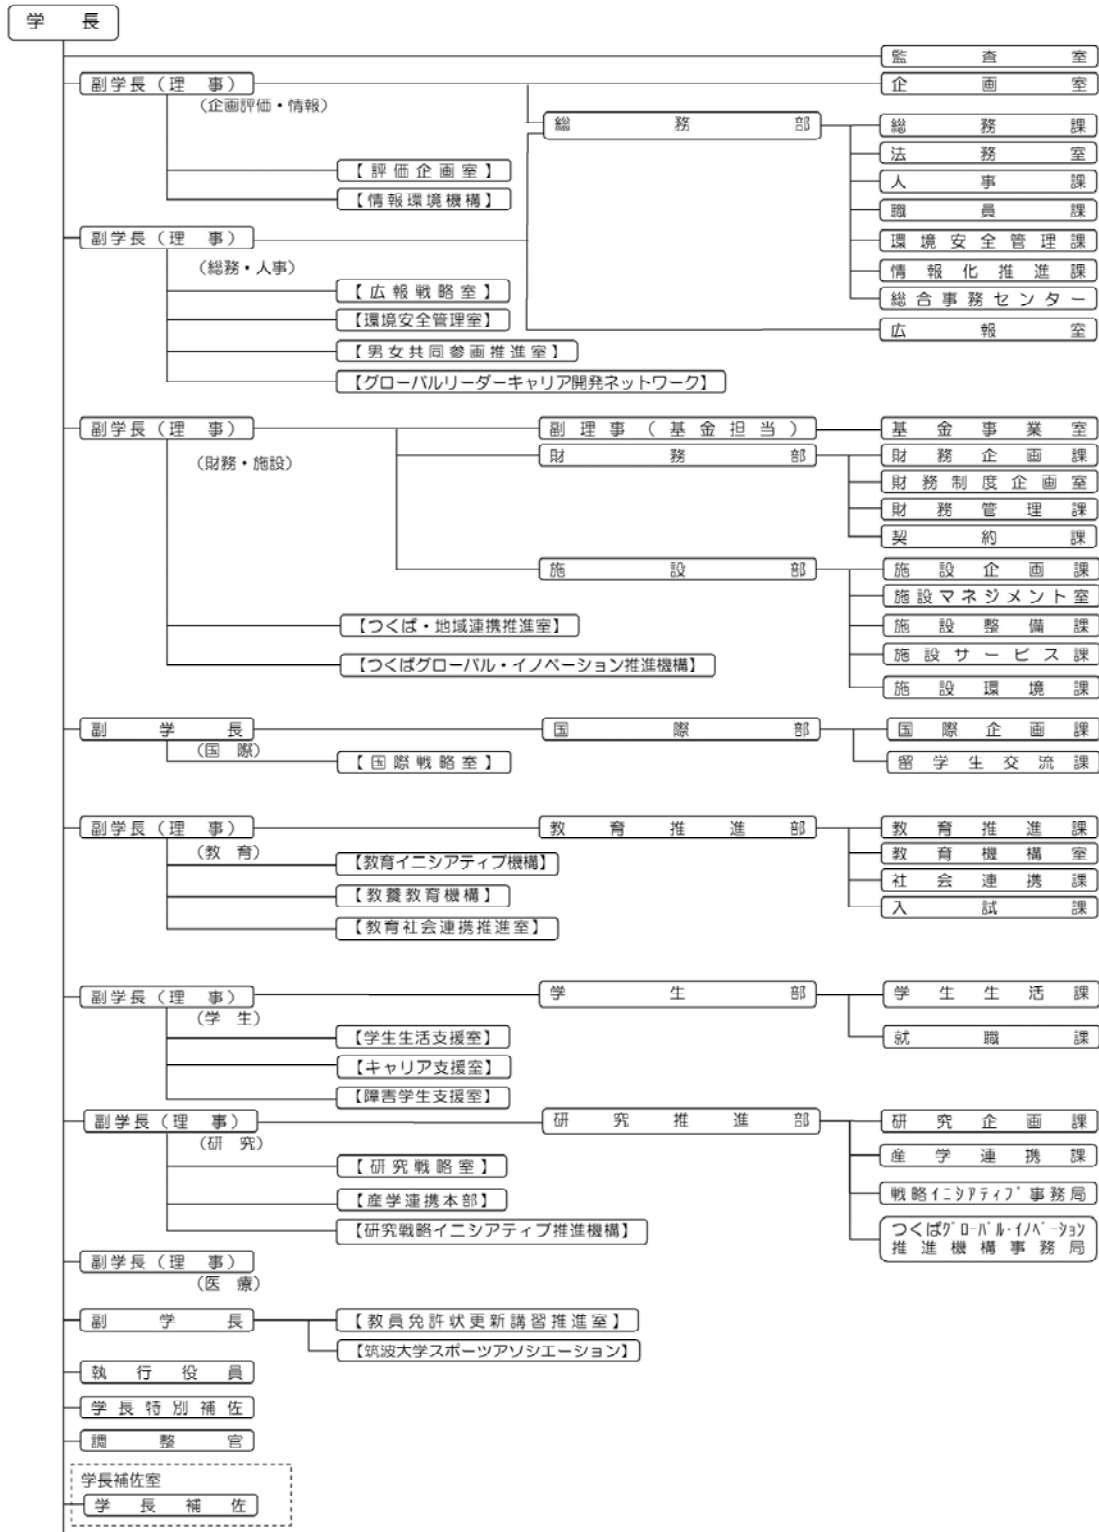 学長
監査室
副学長（理事）
企画室
（企画評価・情報）
総務部
総務課
法務室
【評価企画室】
人事課
【情報環境機構】
職員課
副学長（理事）
環境安全管理課
（総務・人事）
情報化推進課
【広報戦略室】
総合事務センター
【環境安全管理室】
広報室
【男女共同参画推進室】
【グローバルリーダーキャリア開発ネットワーク】
副学長（理事）
副理事（基金担当）
基金事業室
（財務・施設）
財務部
財務企画課
財務制度企画室
財務管理課
契約課
施設部
施設企画課
施設マネジメント室
【つくば・地域連携推進室】
施設整備課
【つくばグローバル・イノベーション推進機構】
施設サービス課
施設環境課
副学長
国際部
国際企画課
（国際）
【国際戦略室】
留学生交流課
副学長（理事）
教育推進部
教育推進課
（教育）
教育機構室
【教育イニシアティブ機構】
社会連携課
【教養教育機構】
入試課
【教育社会連携推進室】
副学長（理事）
学生部
学生生活課
（学生）
【学生生活支援室】
就職課
【キャリア支援室】
【障害学生支援室】
副学長（理事）
研究推進部
研究企画課
（研究）
【研究戦略室】
産学連携課
【産学連携本部】
戦略イニシアティブ事務局
【研究戦略イニシアティブ推進機構】
つくばグローバル・イノベーション
推進機構事務局
副学長（理事）
（医療）
副学長
【教員免許状更新講習推進室】
【筑波大学スポーツアソシエーション】
執行役員
学長特別補佐
調整官
学長補佐室
学長補佐